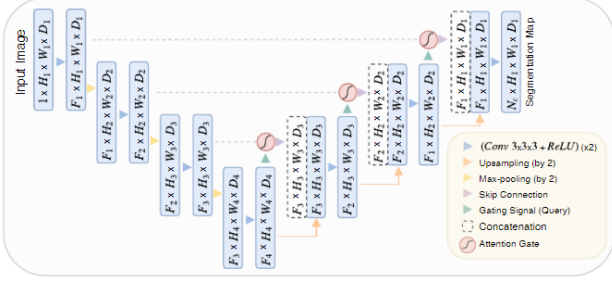 Input Image
1 x H₁ x W₁ x D₁
F₁ x H₁ x W₁ x D₁
F₁ x H₂ x W₂ x D₂
F₂ x H₂ x W₂ x D₂
F₂ x H₃ x W₃ x D₃
F₃ x H₃ x W₃ x D₃
F₃ x H₄ x W₄ x D₄
F₄ x H₄ x W₄ x D₄
F₃ x H₃ x W₃ x D₃
F₃ x H₃ x W₃ x D₃
F₂ x H₃ x W₃ x D₃
F₂ x H₂ x W₂ x D₂
F₂ x H₂ x W₂ x D₂
F₁ x H₂ x W₂ x D₂
F₁ x H₁ x W₁ x D₁
F₁ x H₁ x W₁ x D₁
N꜀ x H₁ x W₁ x D₁
Segmentation Map
(Conv 3x3x3 + ReLU) (x2)
Upsampling (by 2)
Max-pooling (by 2)
Skip Connection
Gating Signal (Query)
Concatenation
Attention Gate